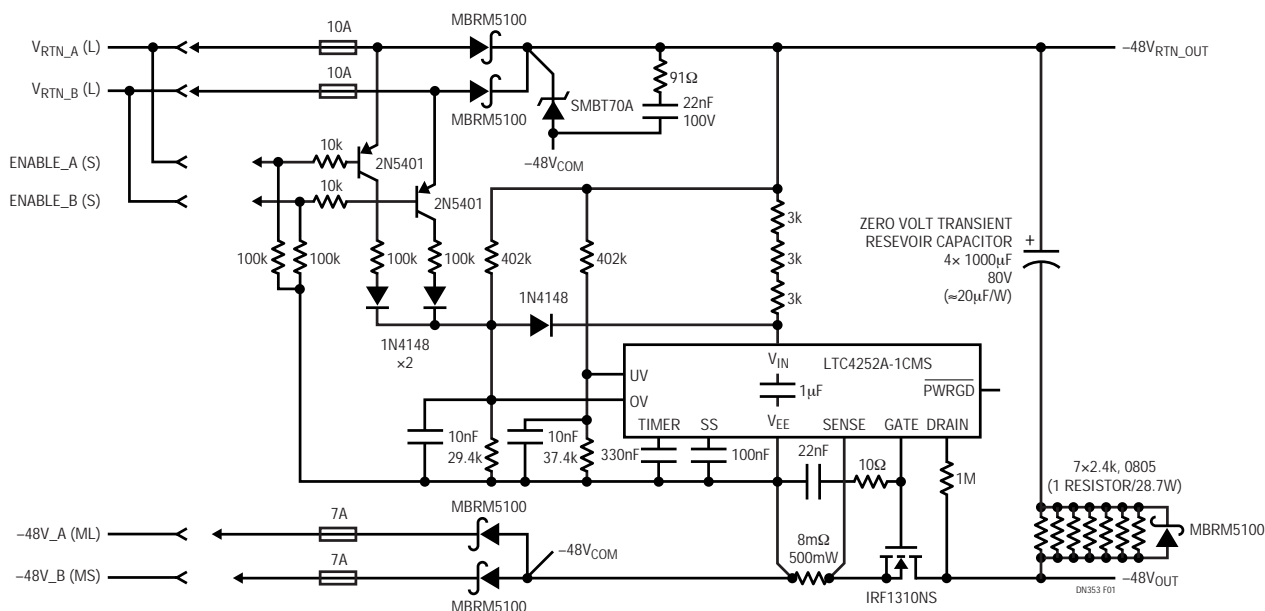 MBRM5100
10A
V_RTN_A (L)
–48V_RTN_OUT
10A
91Ω
V_RTN_B (L)
22nF
100V
SMBT70A
MBRM5100
10k
–48V_COM
ENABLE_A (S)
2N5401
10k
ENABLE_B (S)
2N5401
3k
ZERO VOLT TRANSIENT
RESEVOIR CAPACITOR
4× 1000µF
80V
(≈20µF/W)
+
100k
100k
100k
100k
402k
402k
3k
3k
1N4148
1N4148
×2
V_IN
LTC4252A-1CMS
UV
1µF
PWRGD
OV
V_EE
TIMER
SS
SENSE
GATE
DRAIN
10nF
29.4k
10nF
37.4k
330nF
100nF
22nF
10Ω
1M
7×2.4k, 0805
(1 RESISTOR/28.7W)
MBRM5100
–48V_A (ML)
7A
MBRM5100
–48V_COM
8mΩ
500mW
7A
–48V_B (MS)
–48V_OUT
DN353 F01
MBRM5100
IRF1310NS